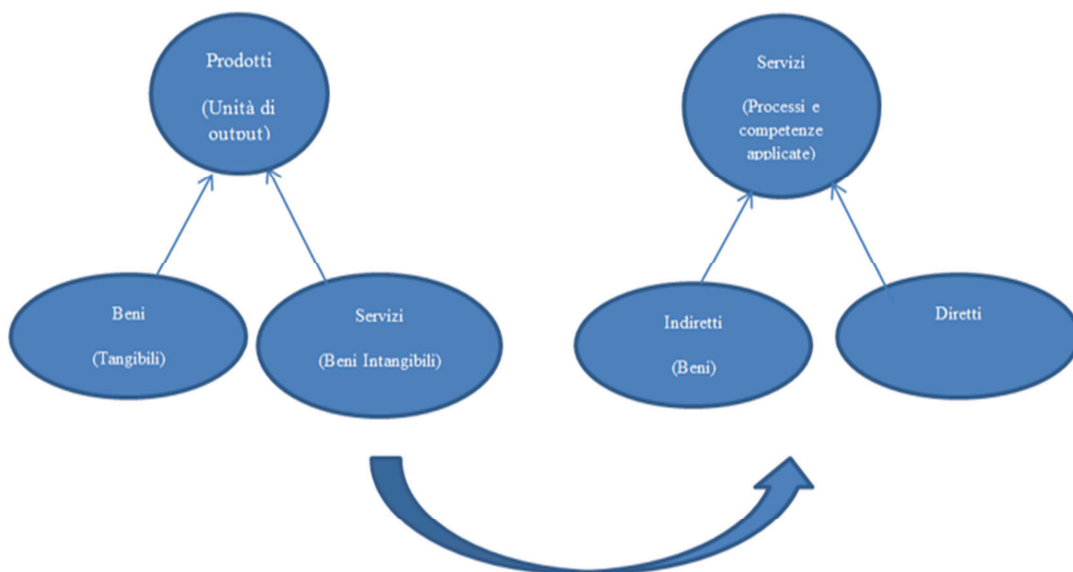 Prodotti
(Unità di
output)
Beni
(Tangibili)
Servizi
(Beni Intangibili)
Servizi
(Processi e
competenze
applicate)
Indiretti
(Beni)
Diretti